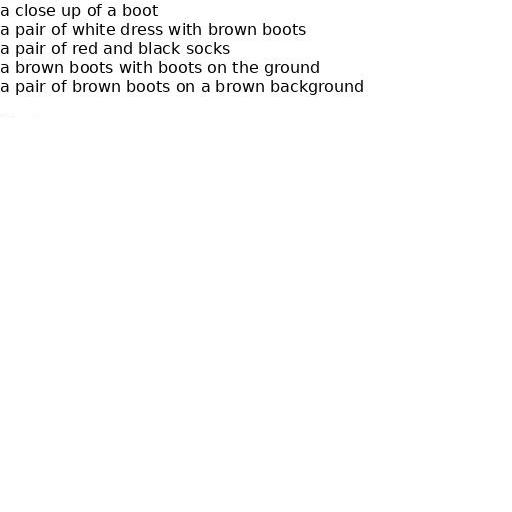 a close up of a boot
a pair of white dress with brown boots
a pair of red and black socks
a brown boots with boots on the ground
a pair of brown boots on a brown background